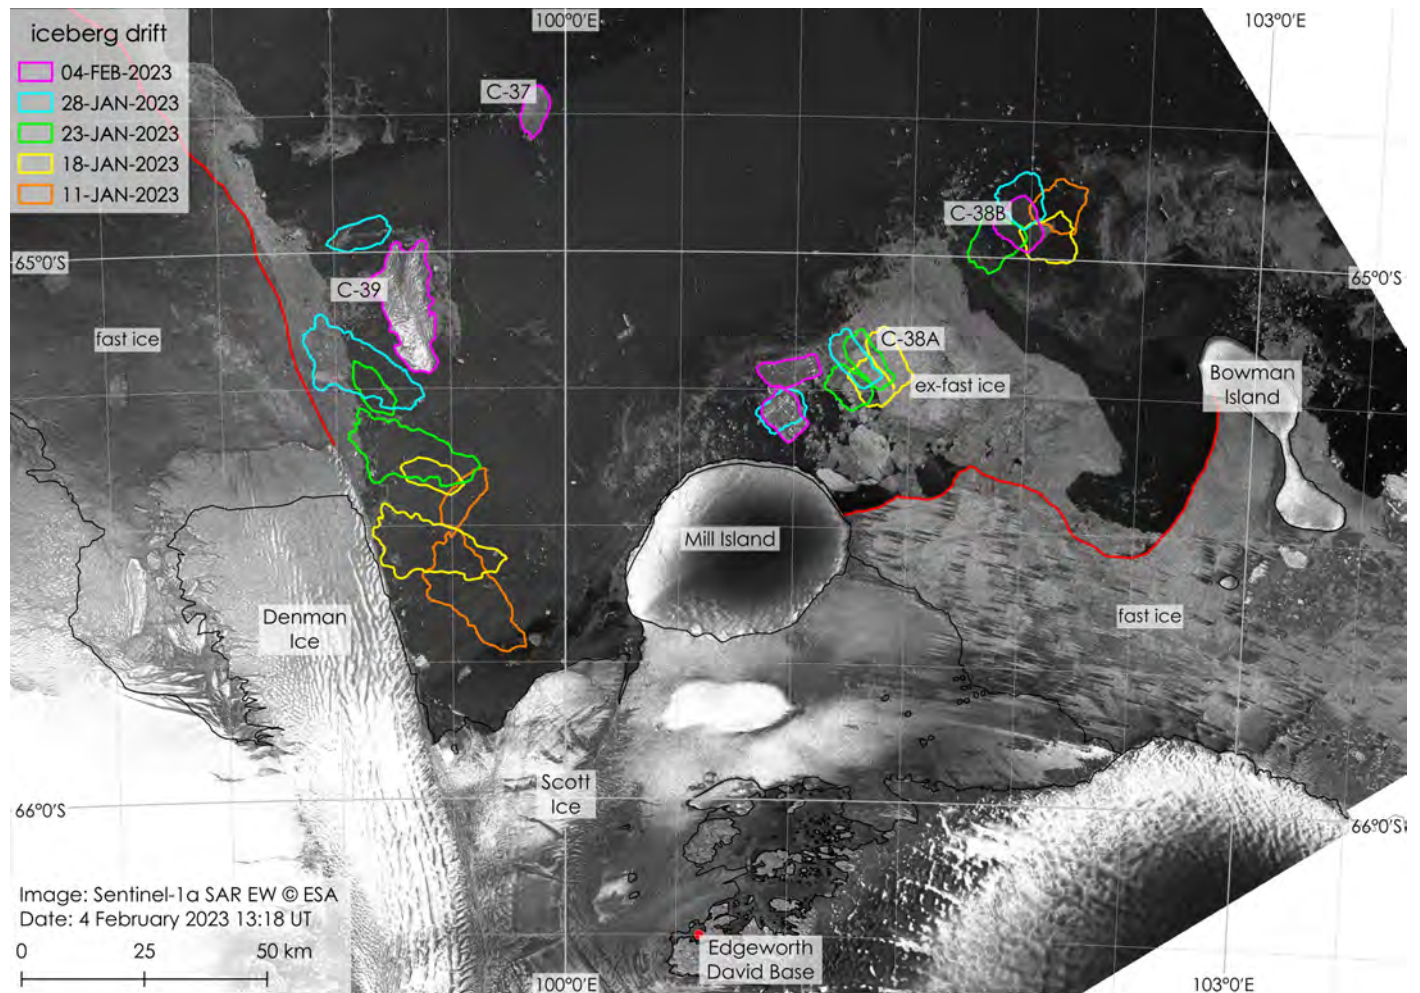 iceberg drift
04-FEB-2023
28-JAN-2023
23-JAN-2023
18-JAN-2023
11-JAN-2023
100°0'E
103°0'E
C-37
C-38B
65°0'S
65°0'S
C-39
fast ice
C-38A
ex-fast ice
Bowman
Island
Mill Island
Denman
Ice
fast ice
Scott
Ice
66°0'S
66°0'S
Image: Sentinel-1a SAR EW © ESA
Date: 4 February 2023 13:18 UT
0 25 50 km
Edgeworth
David Base
100°0'E
103°0'E